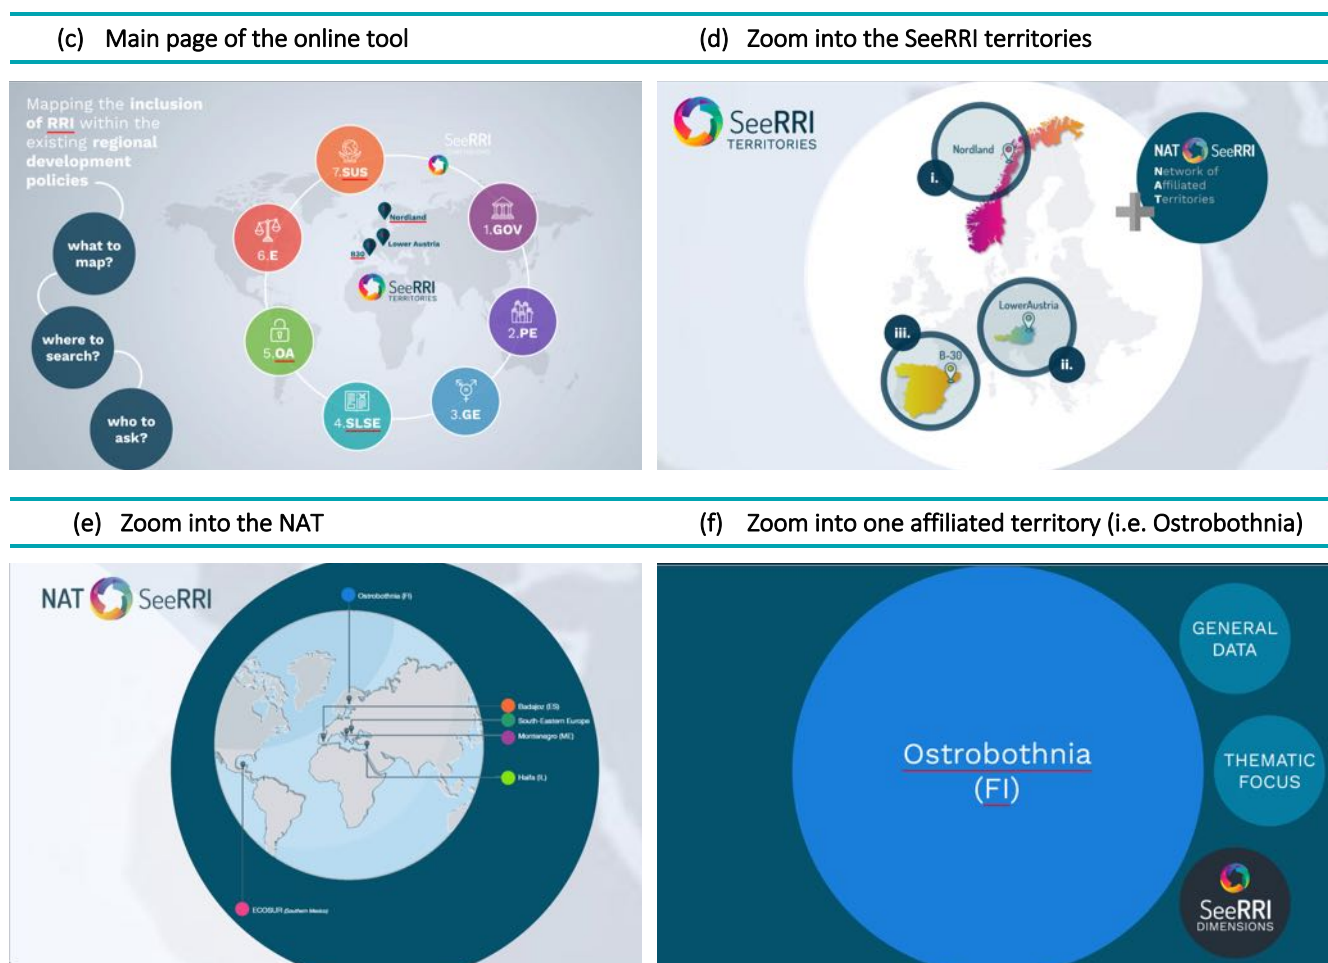 (c) Main page of the online tool
(d) Zoom into the SeeRRI territories
Mapping the inclusion
of RRI within the
existing regional
development
policies
what to
map?
where to
search?
who to
ask?
SeeRRI
7.SUS
1.GOV
2.PE
3.GE
4.SLSE
5.OA
6.E
Nordland
Lower Austria
B30
SeeRRI
TERRITORIES
SeeRRI
TERRITORIES
Nordland
i.
NAT SeeRRI
Network of
Affiliated
Territories
LowerAustria
ii.
iii.
B-30
(e) Zoom into the NAT
(f) Zoom into one affiliated territory (i.e. Ostrobothnia)
NAT SeeRRI
Ostrobothnia (FI)
Badajoz (ES)
South-Eastern Europe
Montenegro (ME)
Haifa (IL)
ECOSUR (Southern Mexico)
Ostrobothnia
(FI)
GENERAL
DATA
THEMATIC
FOCUS
SeeRRI
DIMENSIONS